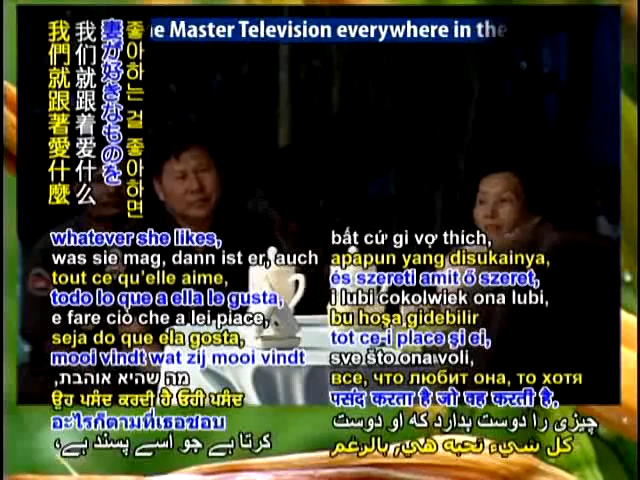 e Master Television everywhere in the
좋아하는 걸 좋아하면
妻が好きなものを
我们就跟着爱什么
我們就跟著愛什麼
whatever she likes,
was sie mag, dann ist er, auch
tout ce qu'elle aime,
todo lo que a ella le gusta,
e fare ciò che a lei piace,
seja do que ela gosta,
mooi vindt wat zij mooi vindt
מה שהיא אוהבת,
ਉਹ ਪਸੰਦ ਕਰਦੀ ਹੈ ਓਹੀ ਪਸੰਦ
อะไรก็ตามที่เธอชอบ
کرتا ہے جو اسے پسند ہے،
bất cứ gì vợ thích,
apapun yang disukainya,
és szereti amit ő szeret,
i lubi cokolwiek ona lubi,
bu hoşa gidebilir
tot ce-i place şi ei,
sve što ona voli,
все, что любит она, то хотя
पसंद करता है जो वह करती है,
چیزی را دوست بدارد که او دوست
كل شيء تحبه هي، بالرغم